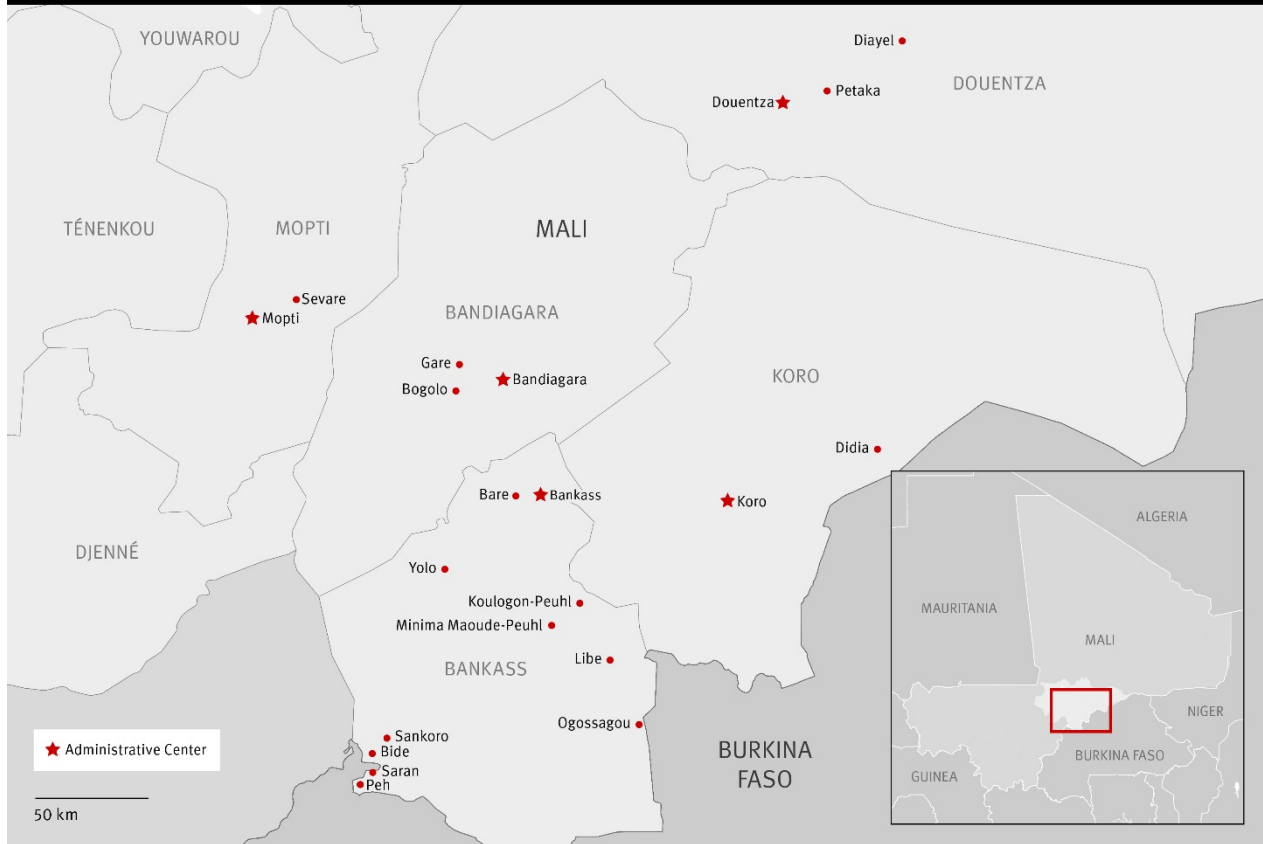 YOUWAROU
Diayel
DOUENTZA
Petaka
Douentza
TÉNENKOU
MOPTI
MALI
Sevare
Mopti
BANDIAGARA
Gare
Bandiagara
Bogolo
KORO
Didia
Bare
Bankass
Koro
DJENNÉ
Yolo
Koulogon-Peuhl
Minima Maoude-Peuhl
Libe
BANKASS
Ogossagou
Sankoro
Bide
Saran
Peh
BURKINA
FASO
Administrative Center
50 km
ALGERIA
MAURITANIA
MALI
NIGER
BURKINA FASO
GUINEA